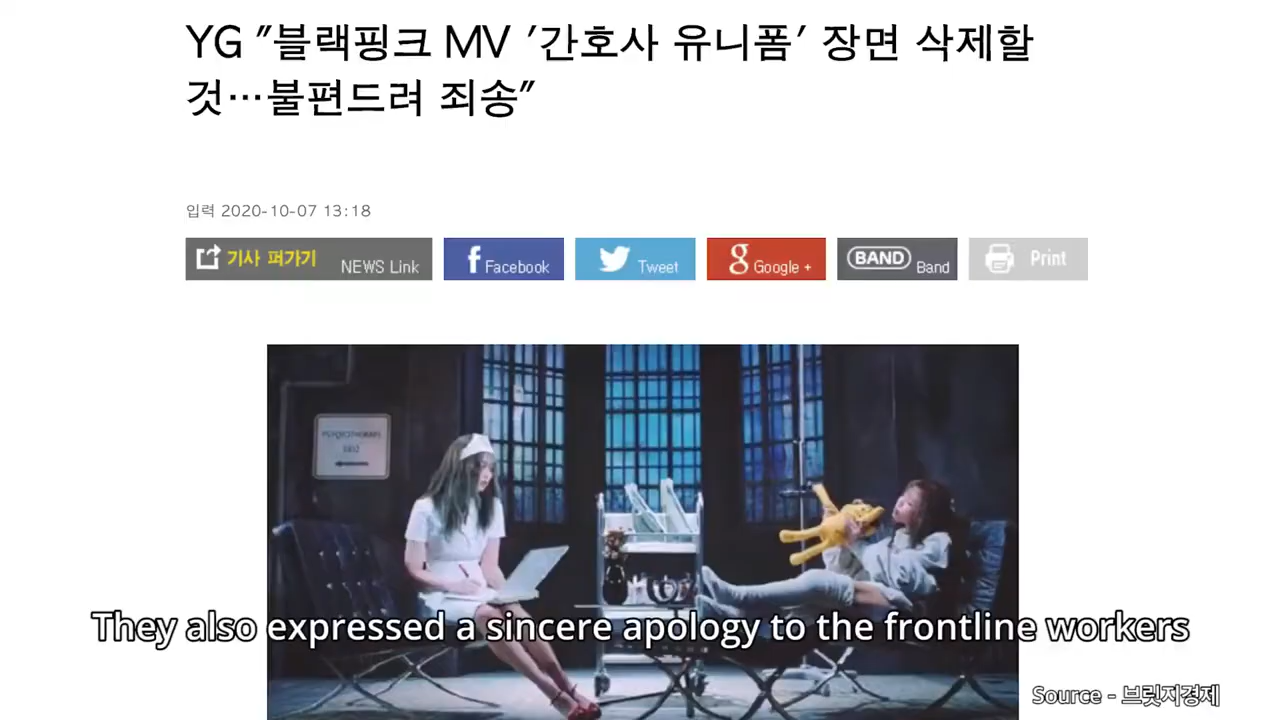 YG "블랙핑크 MV '간호사 유니폼' 장면 삭제할
것…불편드려 죄송"
입력 2020-10-07 13:18
기사 퍼가기 NEWS Link
Facebook
Tweet
Google +
BAND Band
Print
They also expressed a sincere apology to the frontline workers
Source - 브릿지경제